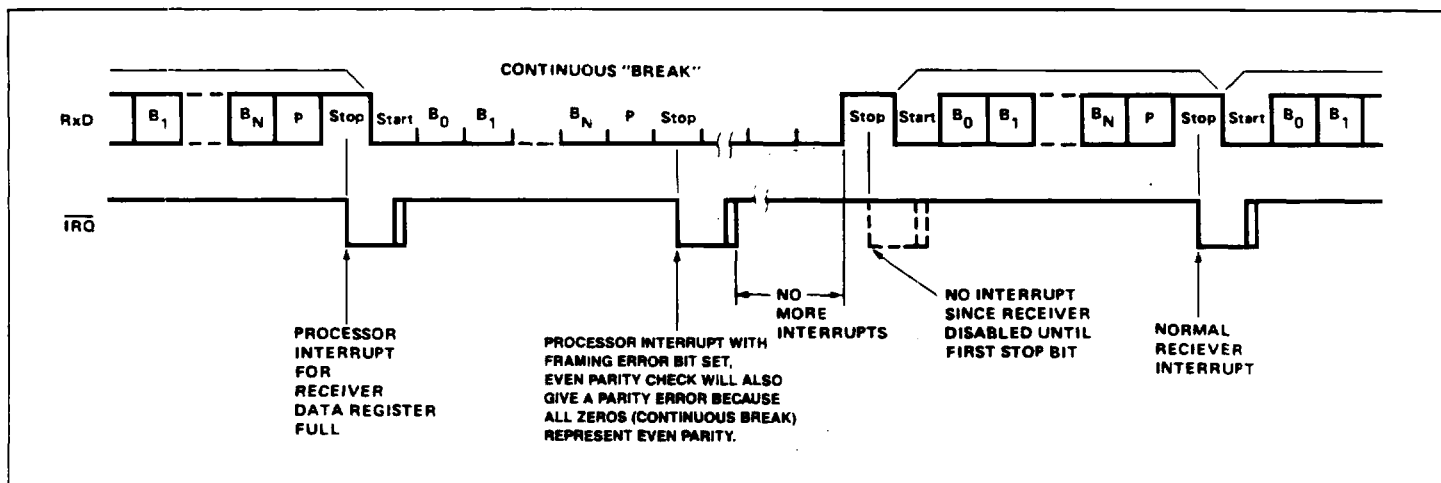 CONTINUOUS "BREAK"
RxD B₁ B_N P Stop Start B₀ B₁ B_N P Stop Stop Start B₀ B₁ B_N P Stop Start B₀ B₁
IRQ
PROCESSOR
INTERRUPT
FOR
RECEIVER
DATA REGISTER
FULL
PROCESSOR INTERRUPT WITH
FRAMING ERROR BIT SET,
EVEN PARITY CHECK WILL ALSO
GIVE A PARITY ERROR BECAUSE
ALL ZEROS (CONTINUOUS BREAK)
REPRESENT EVEN PARITY.
NO
MORE
INTERRUPTS
NO INTERRUPT
SINCE RECEIVER
DISABLED UNTIL
FIRST STOP BIT
NORMAL
RECIEVER
INTERRUPT